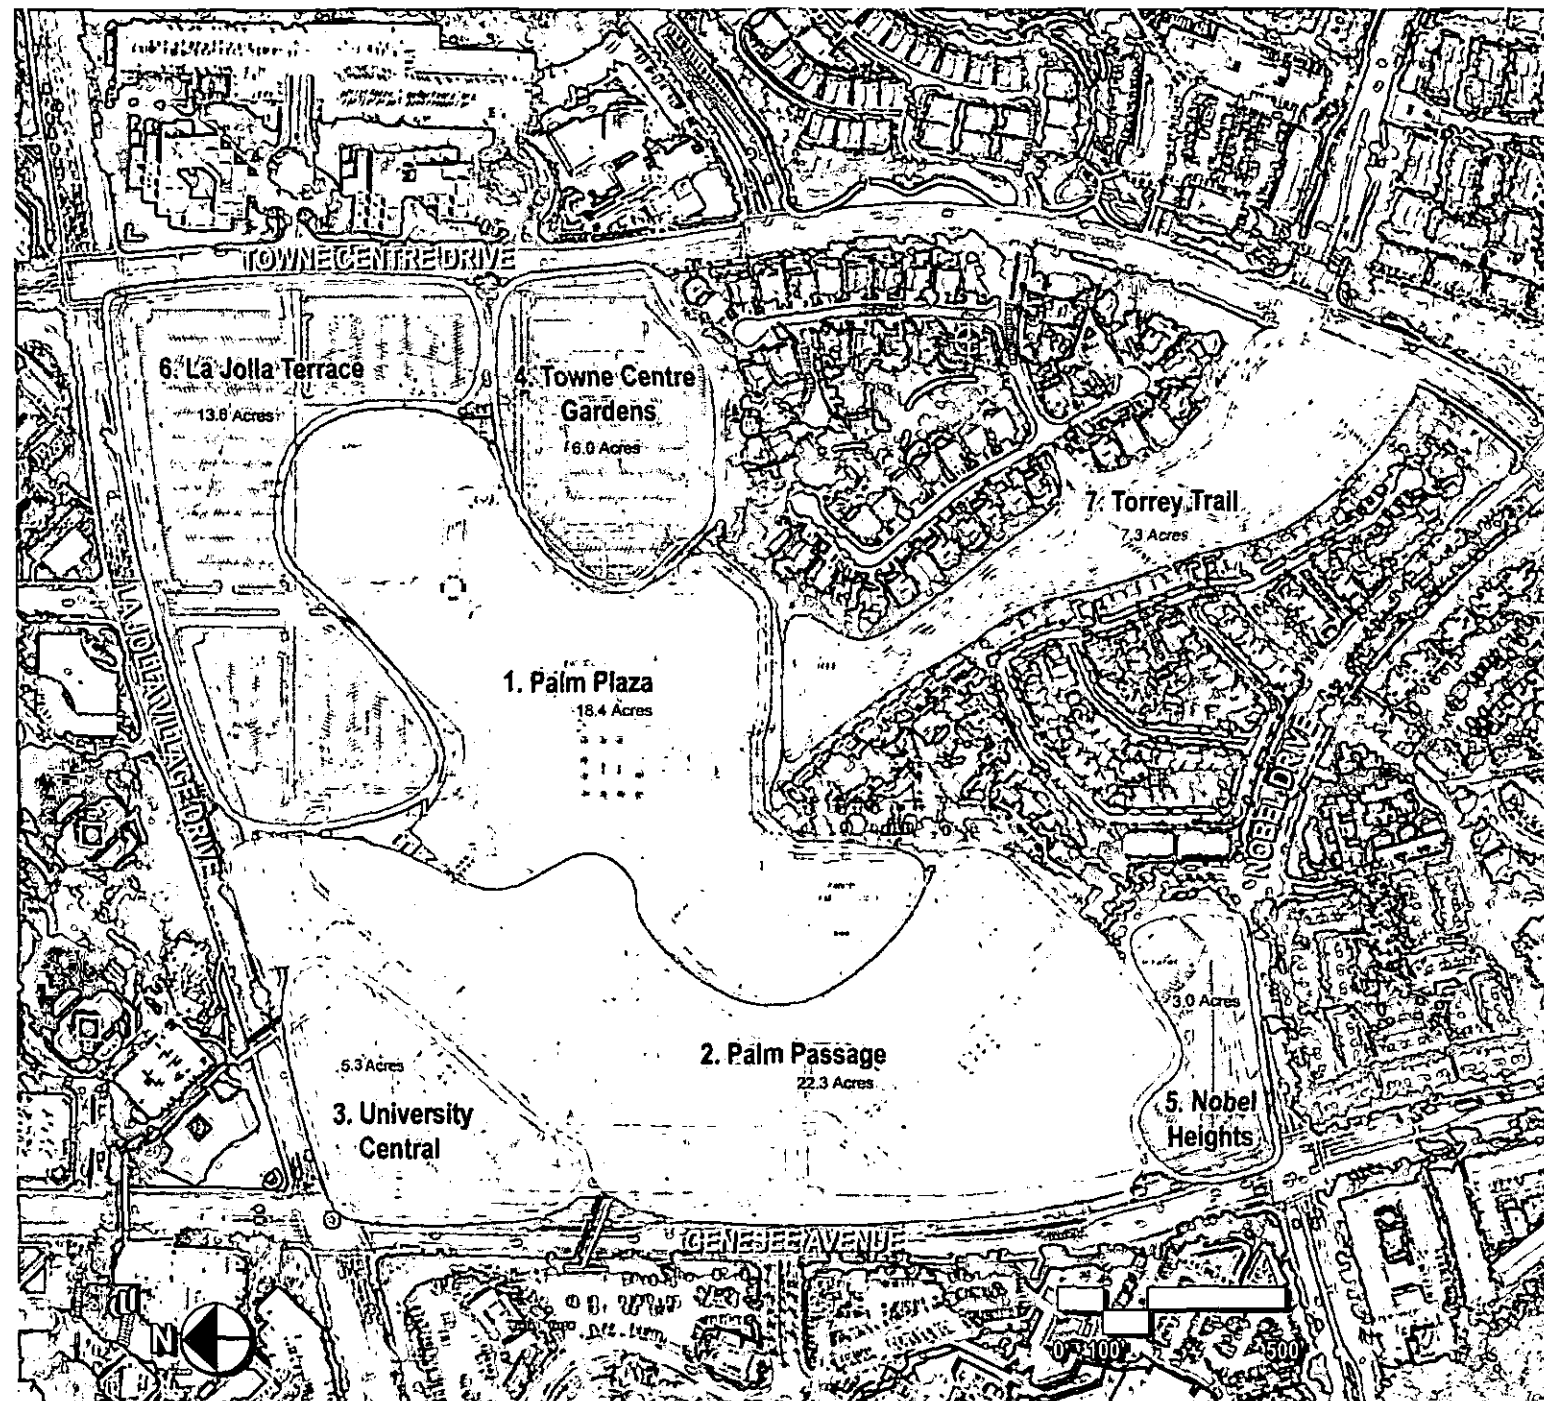 TOWNE CENTRE DRIVE
6. La Jolla Terrace
13.8 Acres
4. Towne Centre
Gardens
6.0 Acres
7. Torrey Trail
7.3 Acres
LA JOLLA VILLAGE DRIVE
1. Palm Plaza
18.4 Acres
NOBEL DRIVE
3.0 Acres
5.3 Acres
2. Palm Passage
22.3 Acres
3. University
Central
5. Nobel
Heights
GENESEE AVENUE
N
0' 100' 500'